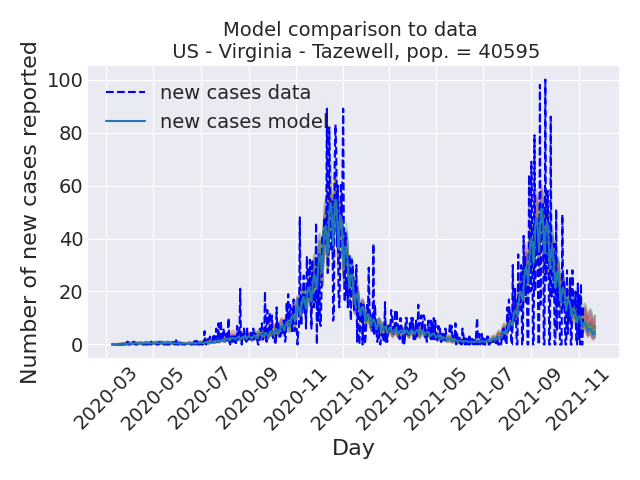 Model comparison to data
US - Virginia - Tazewell, pop. = 40595
Number of new cases reported
100
80
60
40
20
0
new cases data
new cases model
2020-03
2020-05
2020-07
2020-09
2020-11
2021-01
2021-03
2021-05
2021-07
2021-09
2021-11
Day